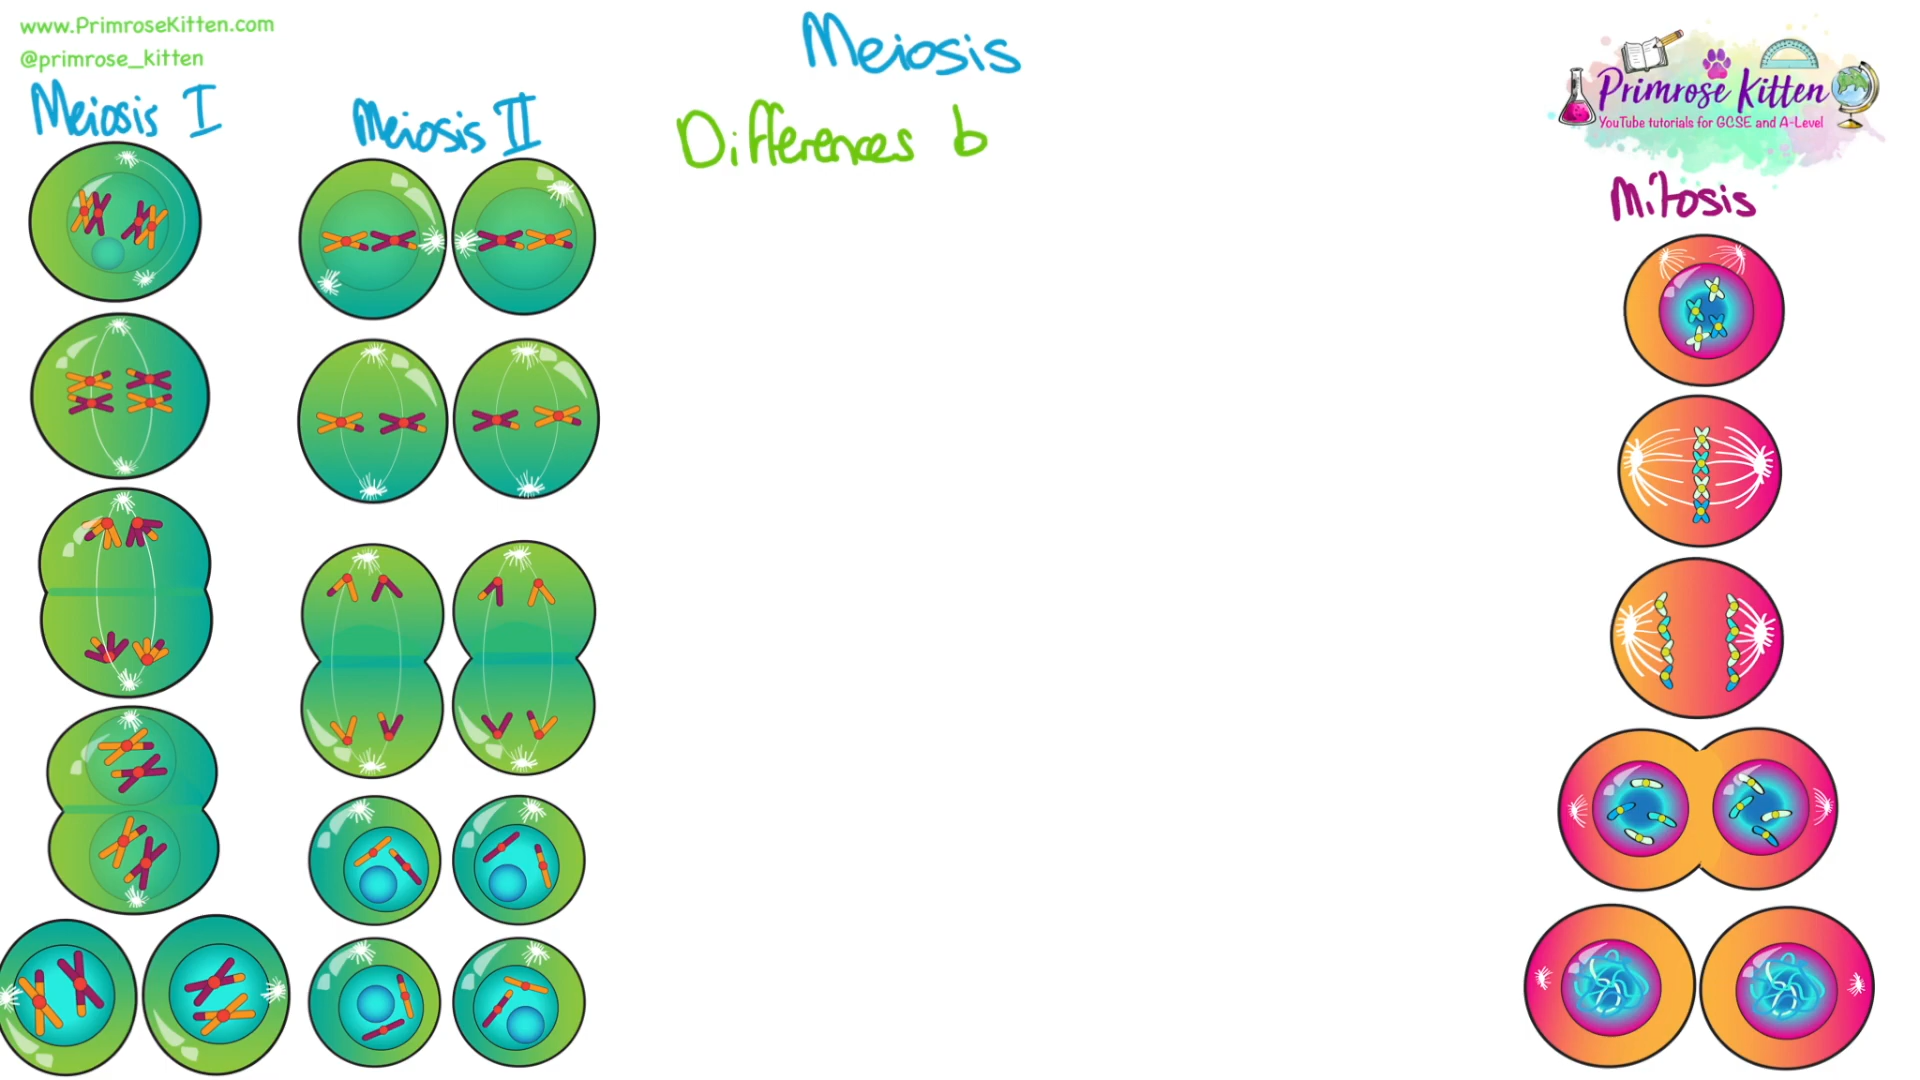 www.PrimroseKitten.com
@primrose_kitten
Meiosis
Primrose Kitten
YouTube tutorials for GCSE and A-Level
Meiosis I
Meiosis II
Differences b
Mitosis